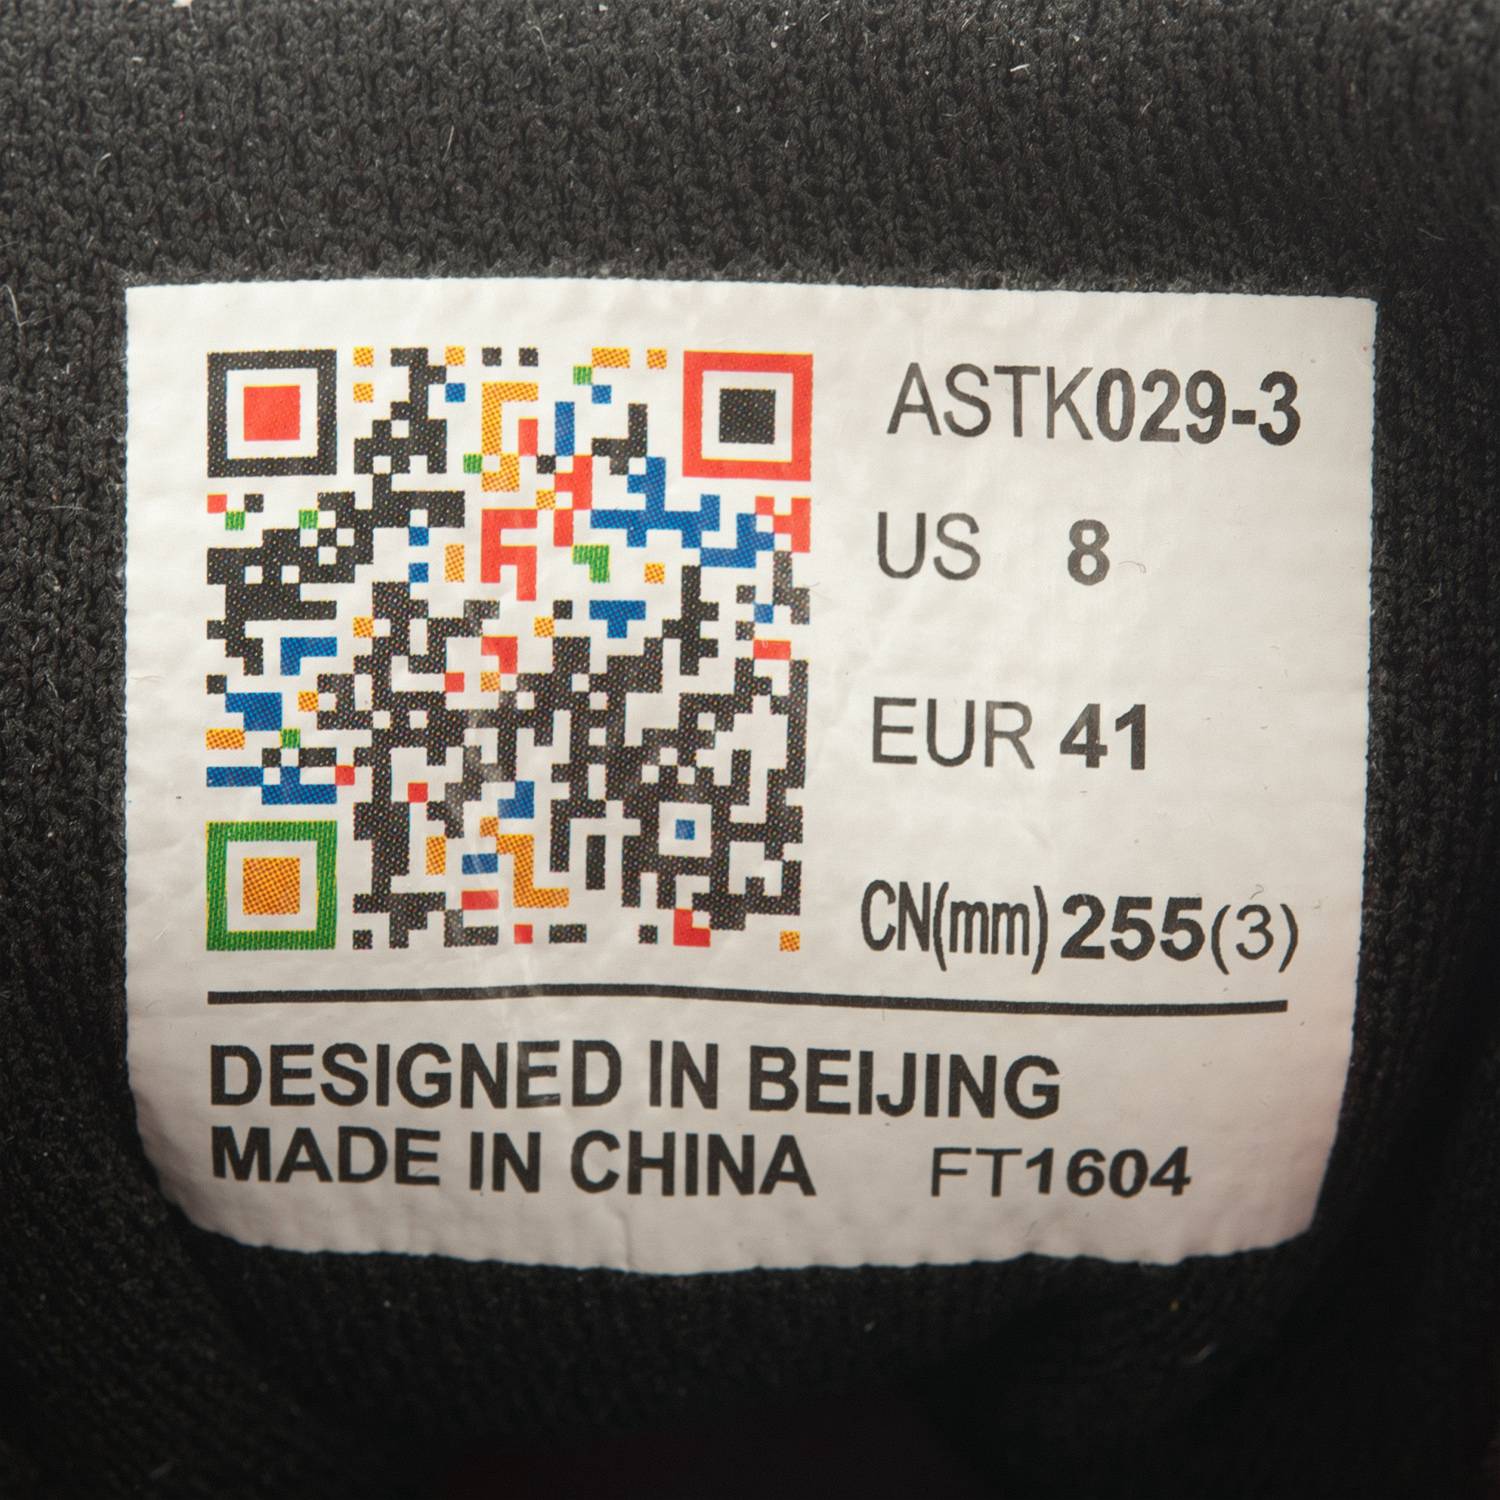 ASTK029-3
US 8
EUR 41
CN(mm) 255(3)
DESIGNED IN BEIJING
MADE IN CHINA FT1604